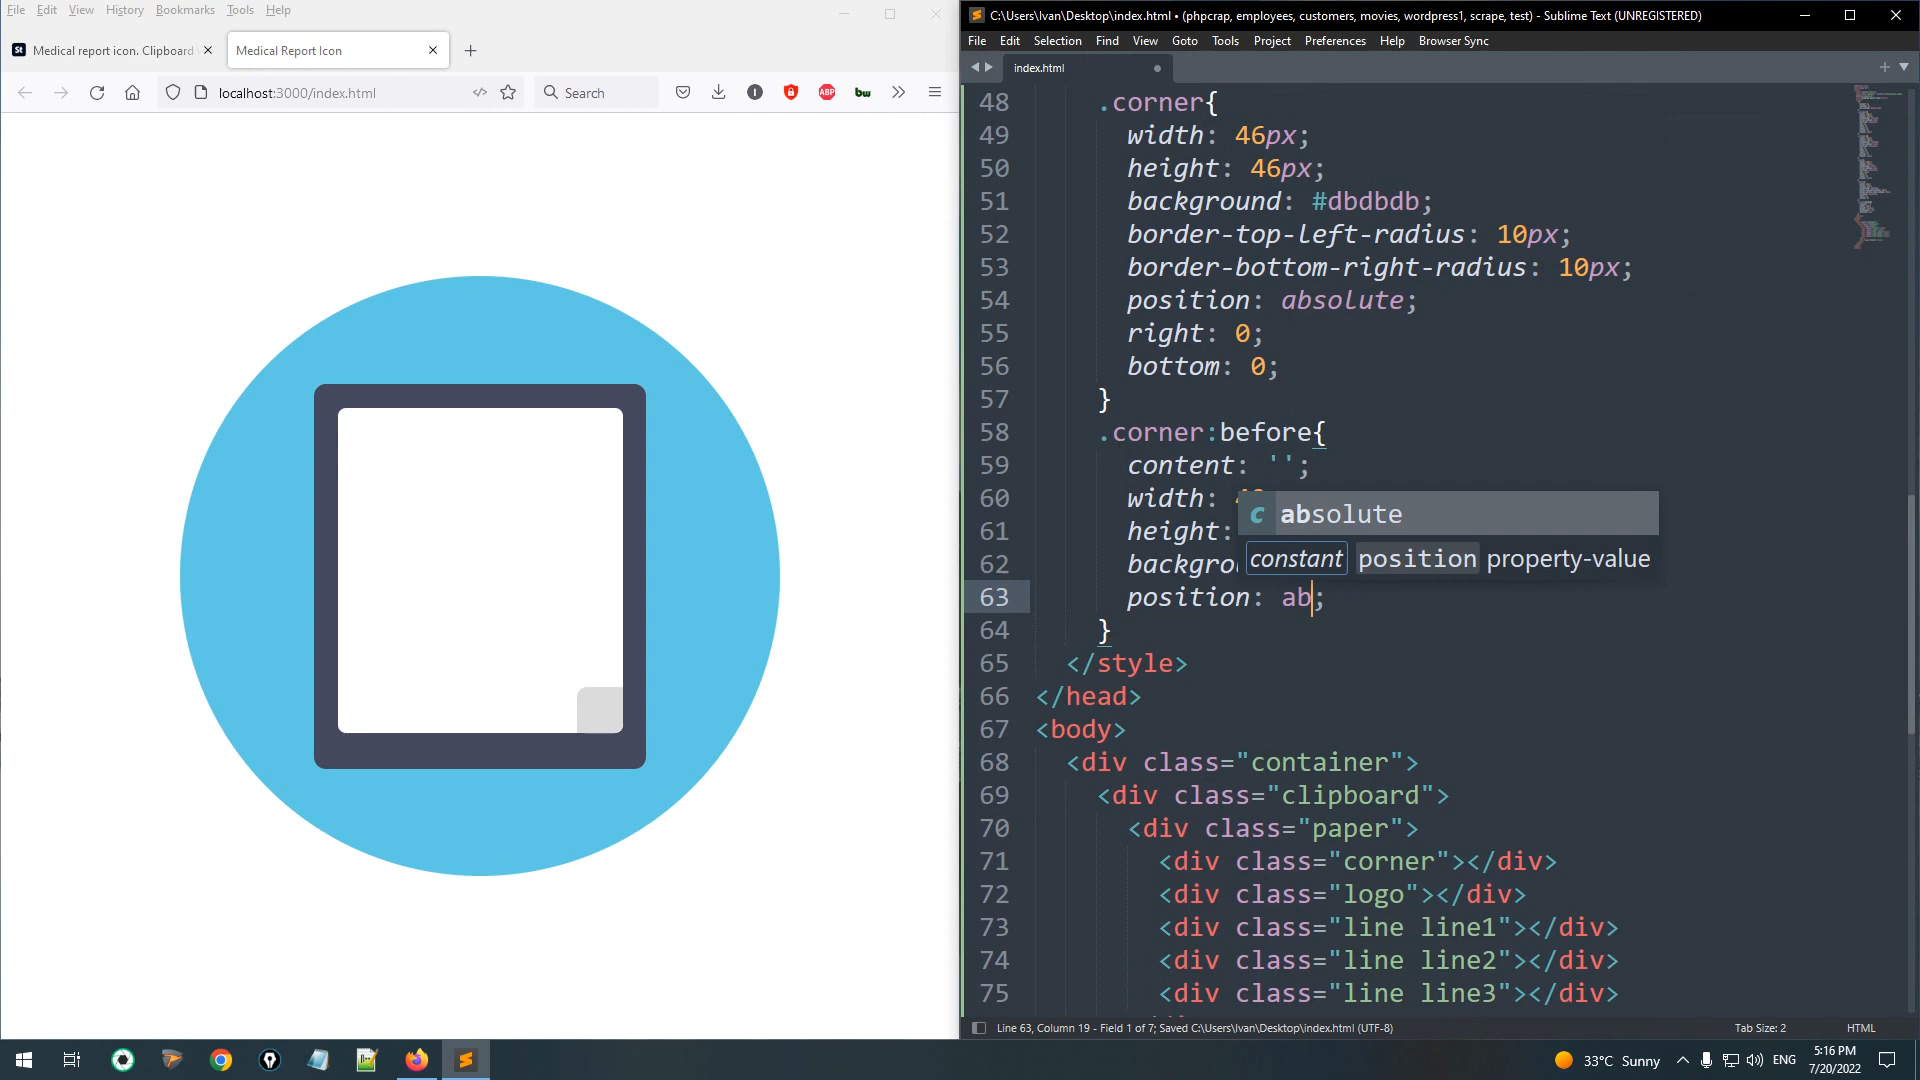 File Edit View History Bookmarks Tools Help
Medical report icon. Clipboard
Medical Report Icon
localhost:3000/index.html
Search
ABP
bw
C:\Users\Ivan\Desktop\index.html • (phpcrap, employees, customers, movies, wordpress1, scrape, test) - Sublime Text (UNREGISTERED)
File Edit Selection Find View Goto Tools Project Preferences Help Browser Sync
index.html
48 .corner{
49 width: 46px;
50 height: 46px;
51 background: #dbdbdb;
52 border-top-left-radius: 10px;
53 border-bottom-right-radius: 10px;
54 position: absolute;
55 right: 0;
56 bottom: 0;
57 }
58 .corner:before{
59 content: '';
60 width:
61 height:
62 backgro
63 position: ab;
64 }
65 </style>
66 </head>
67 <body>
68 <div class="container">
69 <div class="clipboard">
70 <div class="paper">
71 <div class="corner"></div>
72 <div class="logo"></div>
73 <div class="line line1"></div>
74 <div class="line line2"></div>
75 <div class="line line3"></div>
c absolute
constant position property-value
Line 63, Column 19 - Field 1 of 7; Saved C:\Users\Ivan\Desktop\index.html (UTF-8)
Tab Size: 2
HTML
33°C Sunny
ENG
5:16 PM
7/20/2022